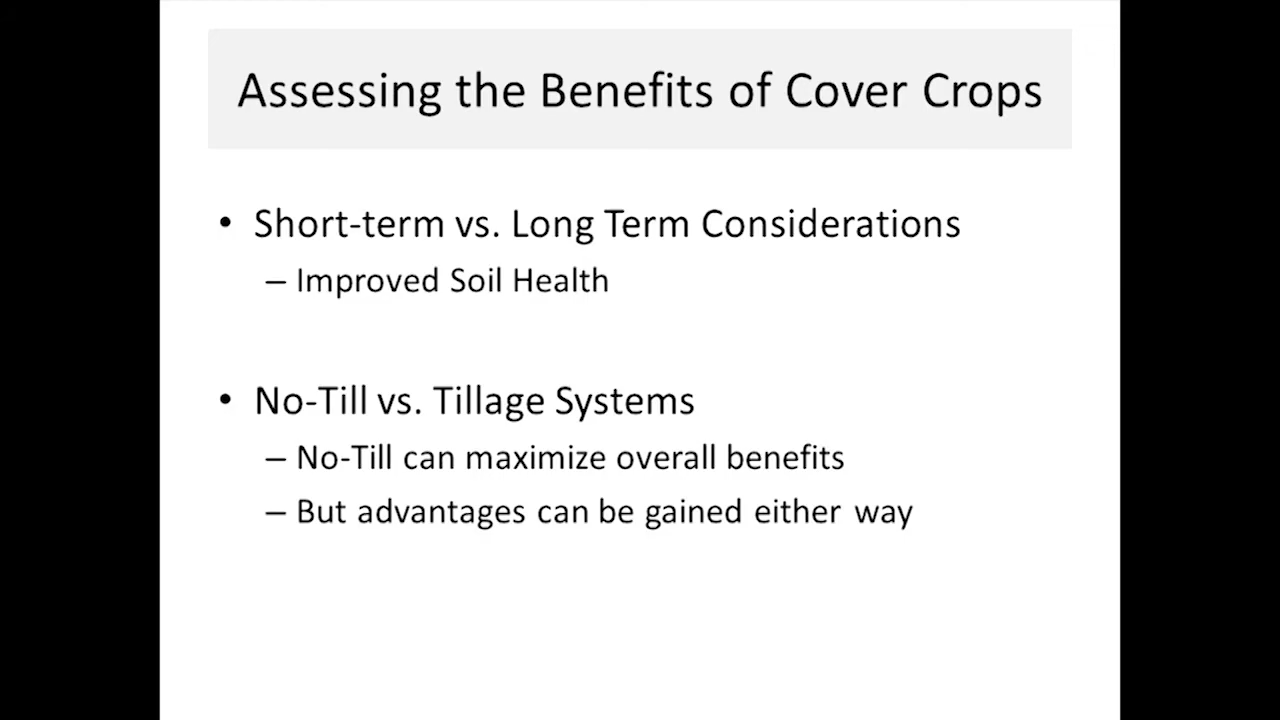 Assessing the Benefits of Cover Crops
• Short-term vs. Long Term Considerations
– Improved Soil Health
• No-Till vs. Tillage Systems
– No-Till can maximize overall benefits
– But advantages can be gained either way